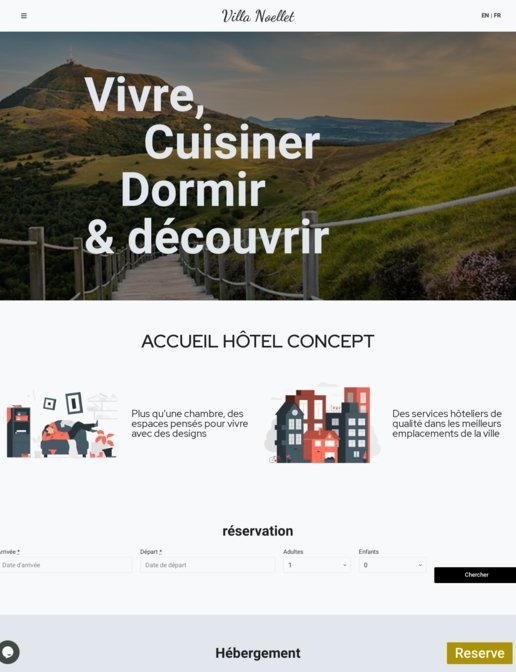 Villa Noellet
EN | FR
Vivre,
Cuisiner
Dormir
& découvrir
ACCUEIL HÔTEL CONCEPT
Plus qu'une chambre, des
espaces pensés pour vivre
avec des designs
Des services hôteliers de
qualité dans les meilleurs
emplacements de la ville
réservation
Arrivée *
Départ *
Adultes
Enfants
Date d'arrivée
Date de départ
1
0
Chercher
Hébergement
Reserve